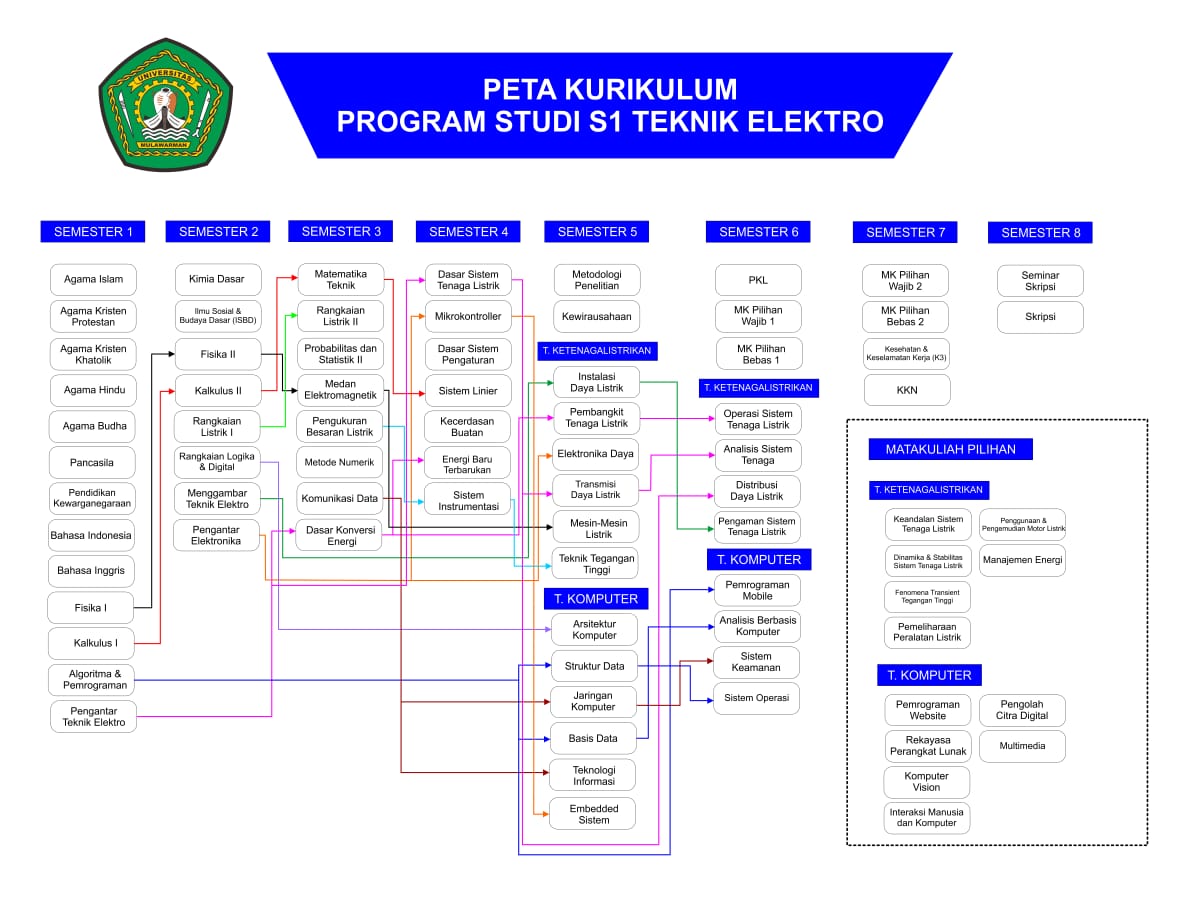 UNIVERSITAS
MULAWARMAN
PETA KURIKULUM
PROGRAM STUDI S1 TEKNIK ELEKTRO
SEMESTER 1
Agama Islam
Agama Kristen
Protestan
Agama Kristen
Khatolik
Agama Hindu
Agama Budha
Pancasila
Pendidikan
Kewarganegaraan
Bahasa Indonesia
Bahasa Inggris
Fisika I
Kalkulus I
Algoritma &
Pemrograman
Pengantar
Teknik Elektro
SEMESTER 2
Kimia Dasar
Ilmu Sosial &
Budaya Dasar (ISBD)
Fisika II
Kalkulus II
Rangkaian
Listrik I
Rangkaian Logika
& Digital
Menggambar
Teknik Elektro
Pengantar
Elektronika
SEMESTER 3
Matematika
Teknik
Rangkaian
Listrik II
Probabilitas dan
Statistik II
Medan
Elektromagnetik
Pengukuran
Besaran Listrik
Metode Numerik
Komunikasi Data
Dasar Konversi
Energi
SEMESTER 4
Dasar Sistem
Tenaga Listrik
Mikrokontroller
Dasar Sistem
Pengaturan
Sistem Linier
Kecerdasan
Buatan
Energi Baru
Terbarukan
Sistem
Instrumentasi
SEMESTER 5
Metodologi
Penelitian
Kewirausahaan
T. KETENAGALISTRIKAN
Instalasi
Daya Listrik
Pembangkit
Tenaga Listrik
Elektronika Daya
Transmisi
Daya Listrik
Mesin-Mesin
Listrik
Teknik Tegangan
Tinggi
T. KOMPUTER
Arsitektur
Komputer
Struktur Data
Jaringan
Komputer
Basis Data
Teknologi
Informasi
Embedded
Sistem
SEMESTER 6
PKL
MK Pilihan
Wajib 1
MK Pilihan
Bebas 1
T. KETENAGALISTRIKAN
Operasi Sistem
Tenaga Listrik
Analisis Sistem
Tenaga
Distribusi
Daya Listrik
Pengaman Sistem
Tenaga Listrik
T. KOMPUTER
Pemrograman
Mobile
Analisis Berbasis
Komputer
Sistem
Keamanan
Sistem Operasi
SEMESTER 7
MK Pilihan
Wajib 2
MK Pilihan
Bebas 2
Kesehatan &
Keselamatan Kerja (K3)
KKN
SEMESTER 8
Seminar
Skripsi
Skripsi
MATAKULIAH PILIHAN
T. KETENAGALISTRIKAN
Keandalan Sistem
Tenaga Listrik
Dinamika & Stabilitas
Sistem Tenaga Listrik
Fenomena Transient
Tegangan Tinggi
Pemeliharaan
Peralatan Listrik
Penggunaan &
Pengemudian Motor Listrik
Manajemen Energi
T. KOMPUTER
Pemrograman
Website
Rekayasa
Perangkat Lunak
Komputer
Vision
Interaksi Manusia
dan Komputer
Pengolah
Citra Digital
Multimedia